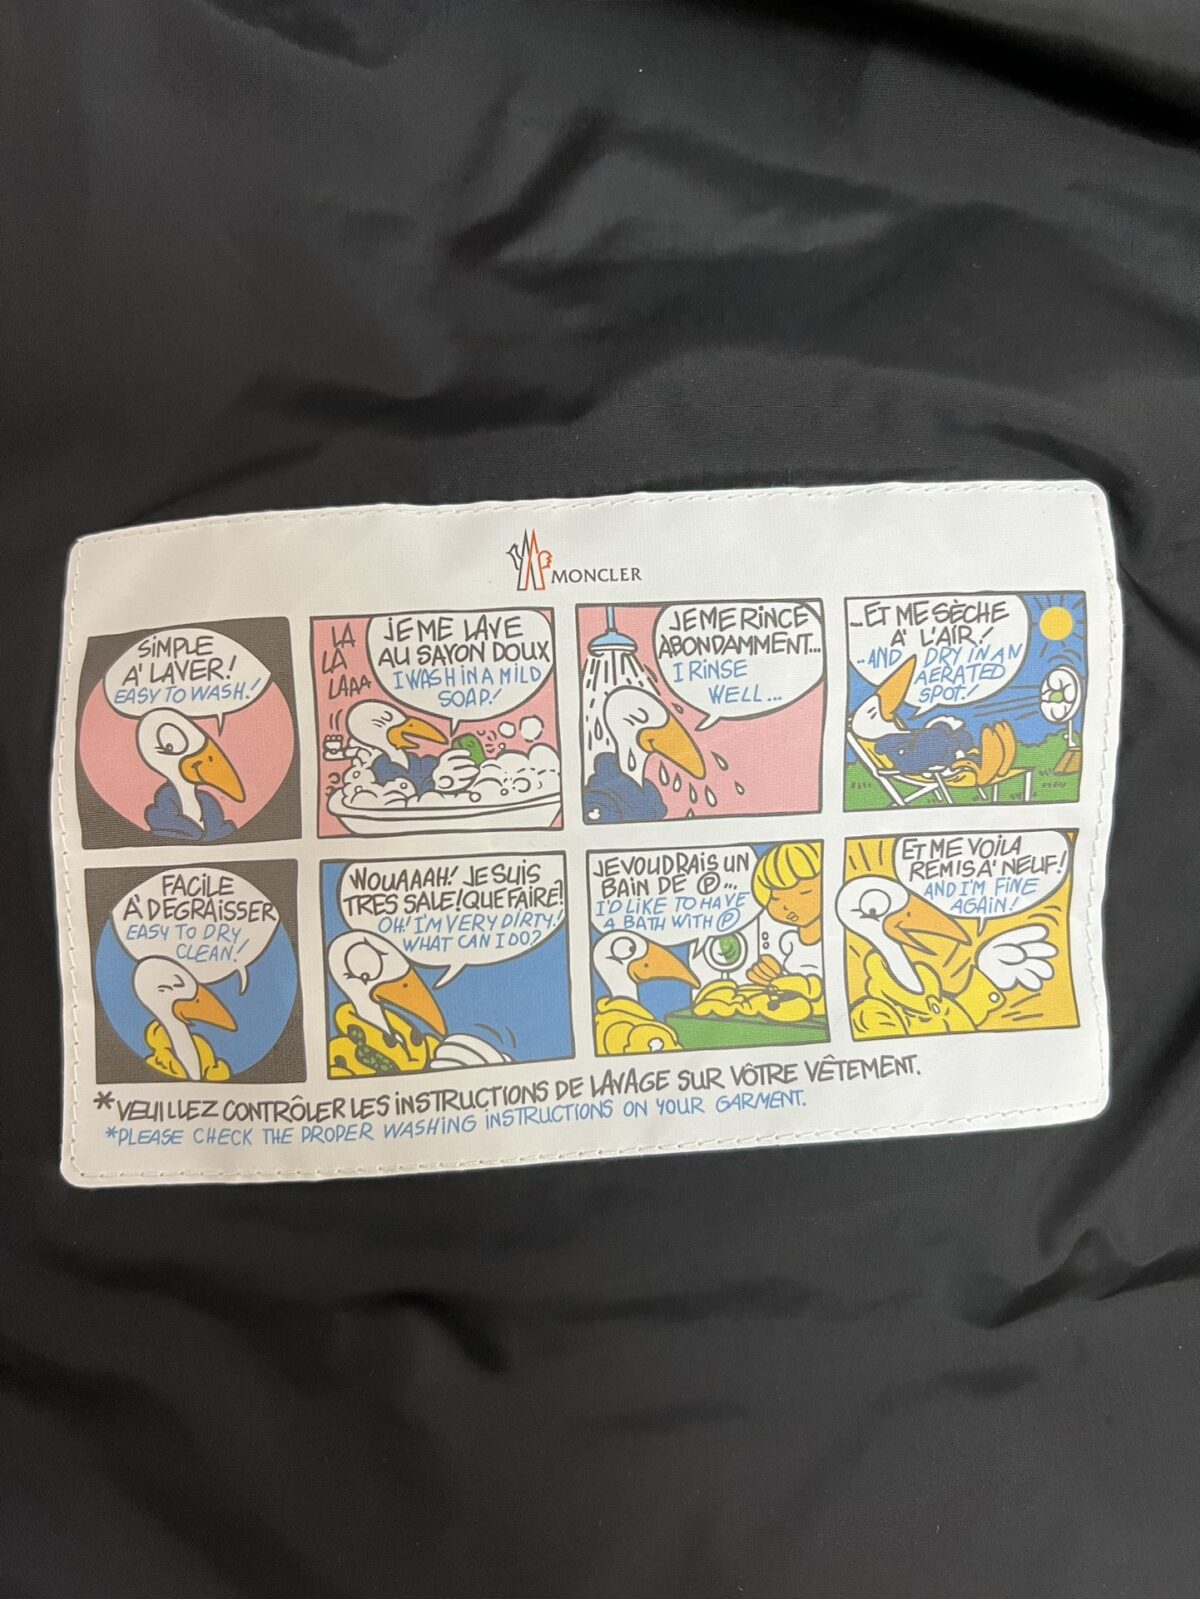 MONCLER
SIMPLE
A' LAVER!
EASY TO WASH!
LA
LA
LAAA
JE ME LAVE
AU SAVON DOUX
I WASH IN A MILD
SOAP!
JE ME RINCE
ABONDAMMENT...
I RINSE
WELL...
...ET ME SÈCHE
A' L'AIR!
..AND DRY IN AN
AERATED
SPOT!
FACILE
A' DEGRAISSER
EASY TO DRY
CLEAN!
WOUAAAH! JE SUIS
TRES SALE! QUE FAIRE!
OH! I'M VERY DIRTY!
WHAT CAN I DO?
JE VOUDRAIS UN
BAIN DE Ⓟ...
I'D LIKE TO HAVE
A BATH WITH Ⓟ
ET ME VOILA
REMIS A' NEUF!
AND I'M FINE
AGAIN!
*VEUILLEZ CONTRÔLER LES INSTRUCTIONS DE LAVAGE SUR VÔTRE VÊTEMENT.
*PLEASE CHECK THE PROPER WASHING INSTRUCTIONS ON YOUR GARMENT.